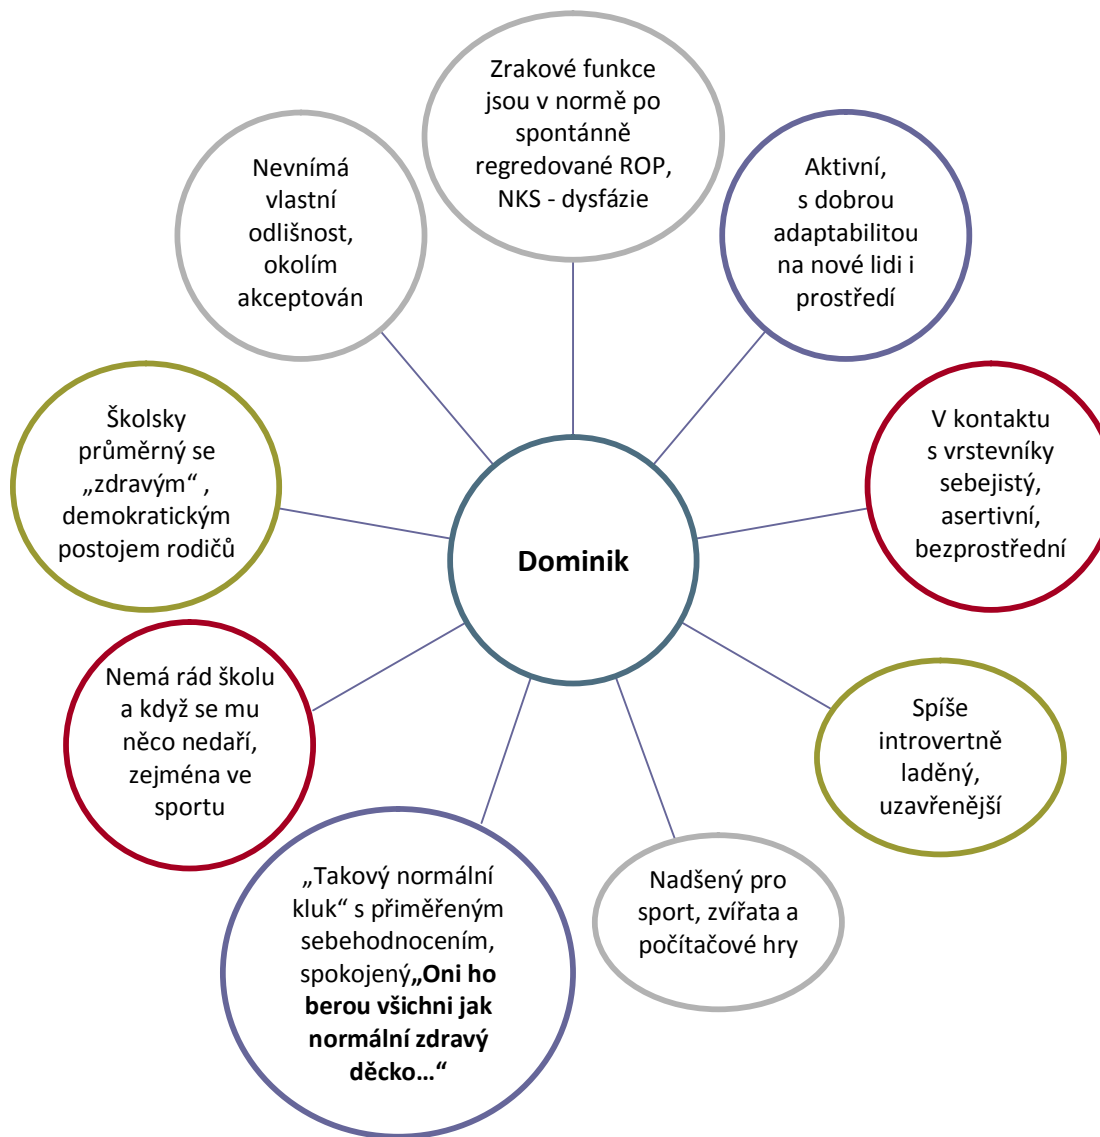 Zrakové funkce
jsou v normě po
spontánně
regredované ROP,
NKS - dysfázie
Aktivní,
s dobrou
adaptabilitou
na nové lidi i
prostředí
V kontaktu
s vrstevníky
sebejistý,
asertivní,
bezprostřední
Spíše
introvertně
laděný,
uzavřenější
Nadšený pro
sport, zvířata a
počítačové hry
„Takový normální
kluk“ s přiměřeným
sebehodnocením,
spokojený„Oni ho
berou všichni jak
normální zdravý
děcko...“
Nemá rád školu
a když se mu
něco nedaří,
zejména ve
sportu
Školsky
průměrný se
„zdravým“ ,
demokratickým
postojem rodičů
Nevnímá
vlastní
odlišnost,
okolím
akceptován
Dominik